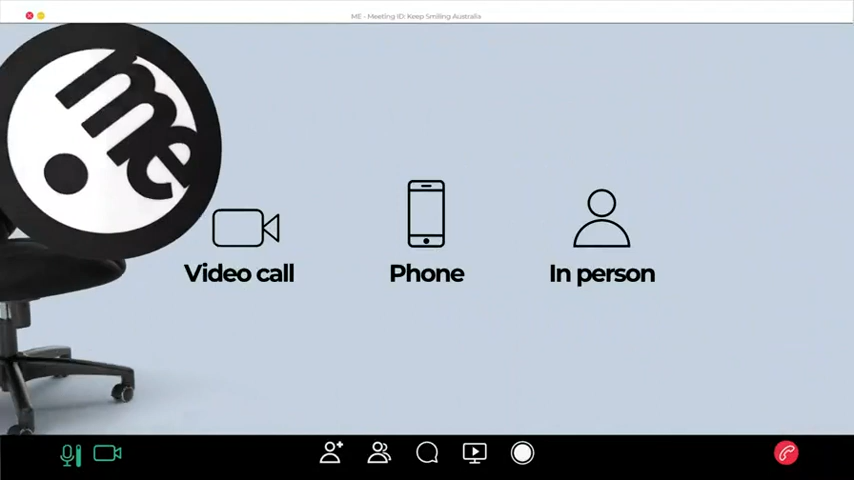 ME - Meeting ID: Keep Smiling Australia
me
Video call
Phone
In person